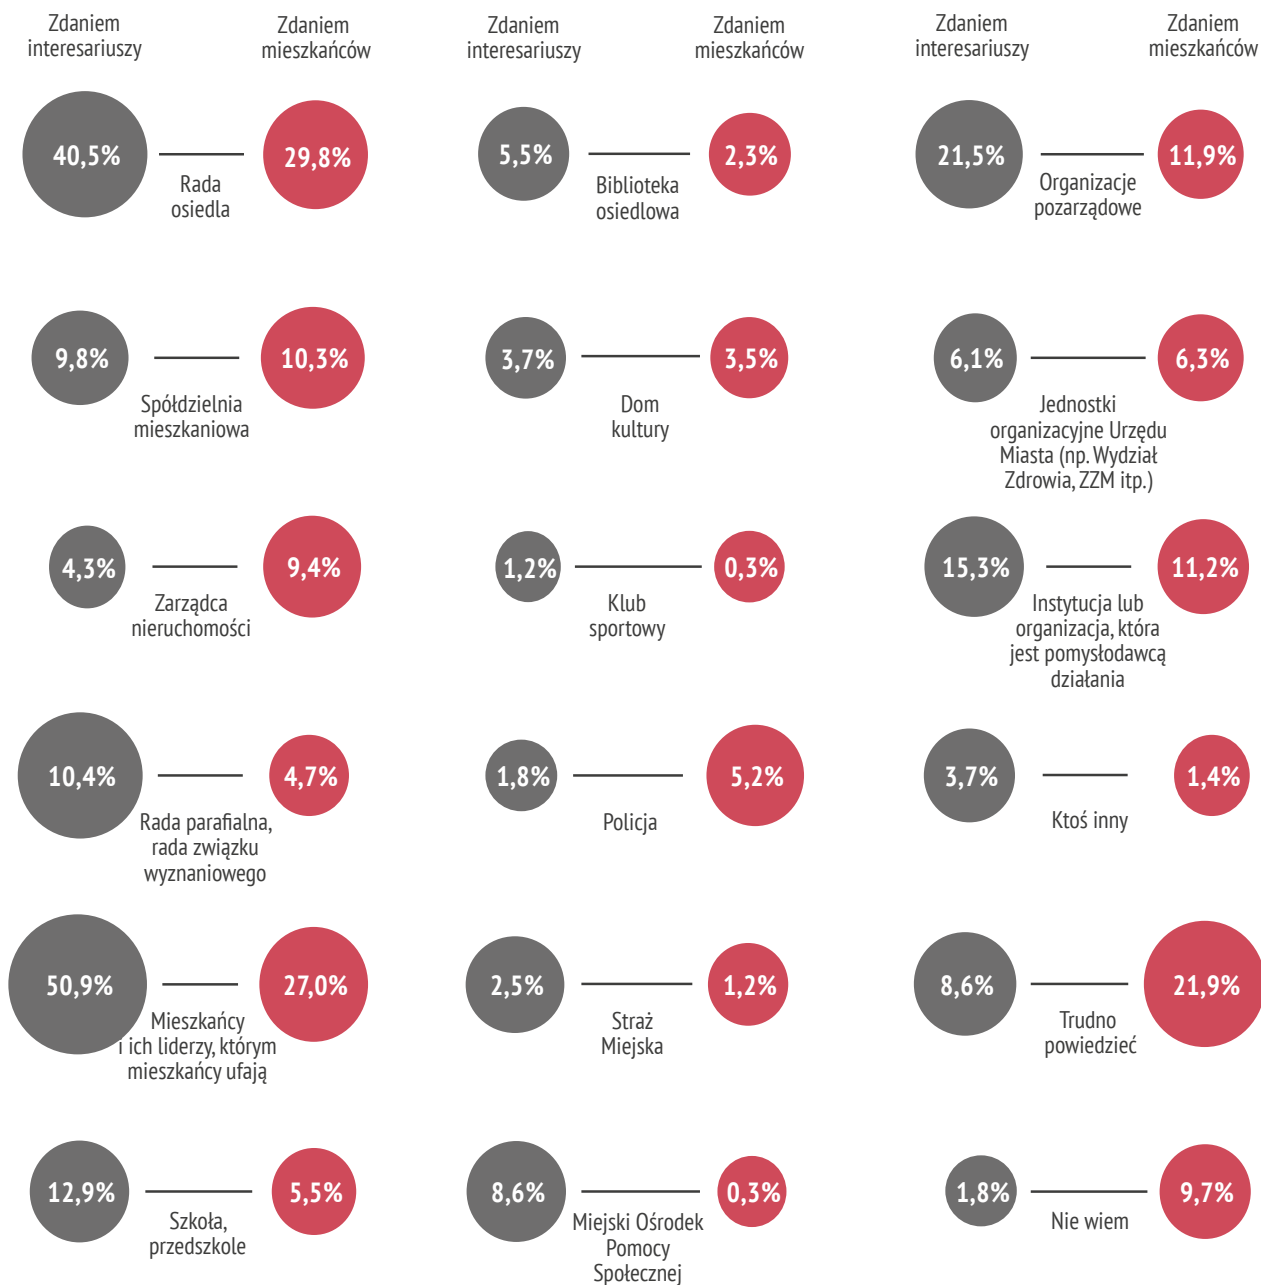 Zdaniem
interesariuszy
Zdaniem
mieszkańców
40,5%
29,8%
Rada
osiedla
9,8%
10,3%
Spółdzielnia
mieszkaniowa
4,3%
9,4%
Zarządca
nieruchomości
10,4%
4,7%
Rada parafialna,
rada związku
wyznaniowego
50,9%
27,0%
Mieszkańcy
i ich liderzy, którym
mieszkańcy ufają
12,9%
5,5%
Szkoła,
przedszkole
Zdaniem
interesariuszy
Zdaniem
mieszkańców
5,5%
2,3%
Biblioteka
osiedlowa
3,7%
3,5%
Dom
kultury
1,2%
0,3%
Klub
sportowy
1,8%
5,2%
Policja
2,5%
1,2%
Straż
Miejska
8,6%
0,3%
Miejski Ośrodek
Pomocy
Społecznej
Zdaniem
interesariuszy
Zdaniem
mieszkańców
21,5%
11,9%
Organizacje
pozarządowe
6,1%
6,3%
Jednostki
organizacyjne Urzędu
Miasta (np. Wydział
Zdrowia, ZZM itp.)
15,3%
11,2%
Instytucja lub
organizacja, która
jest pomysłodawcą
działania
3,7%
1,4%
Ktoś inny
8,6%
21,9%
Trudno
powiedzieć
1,8%
9,7%
Nie wiem